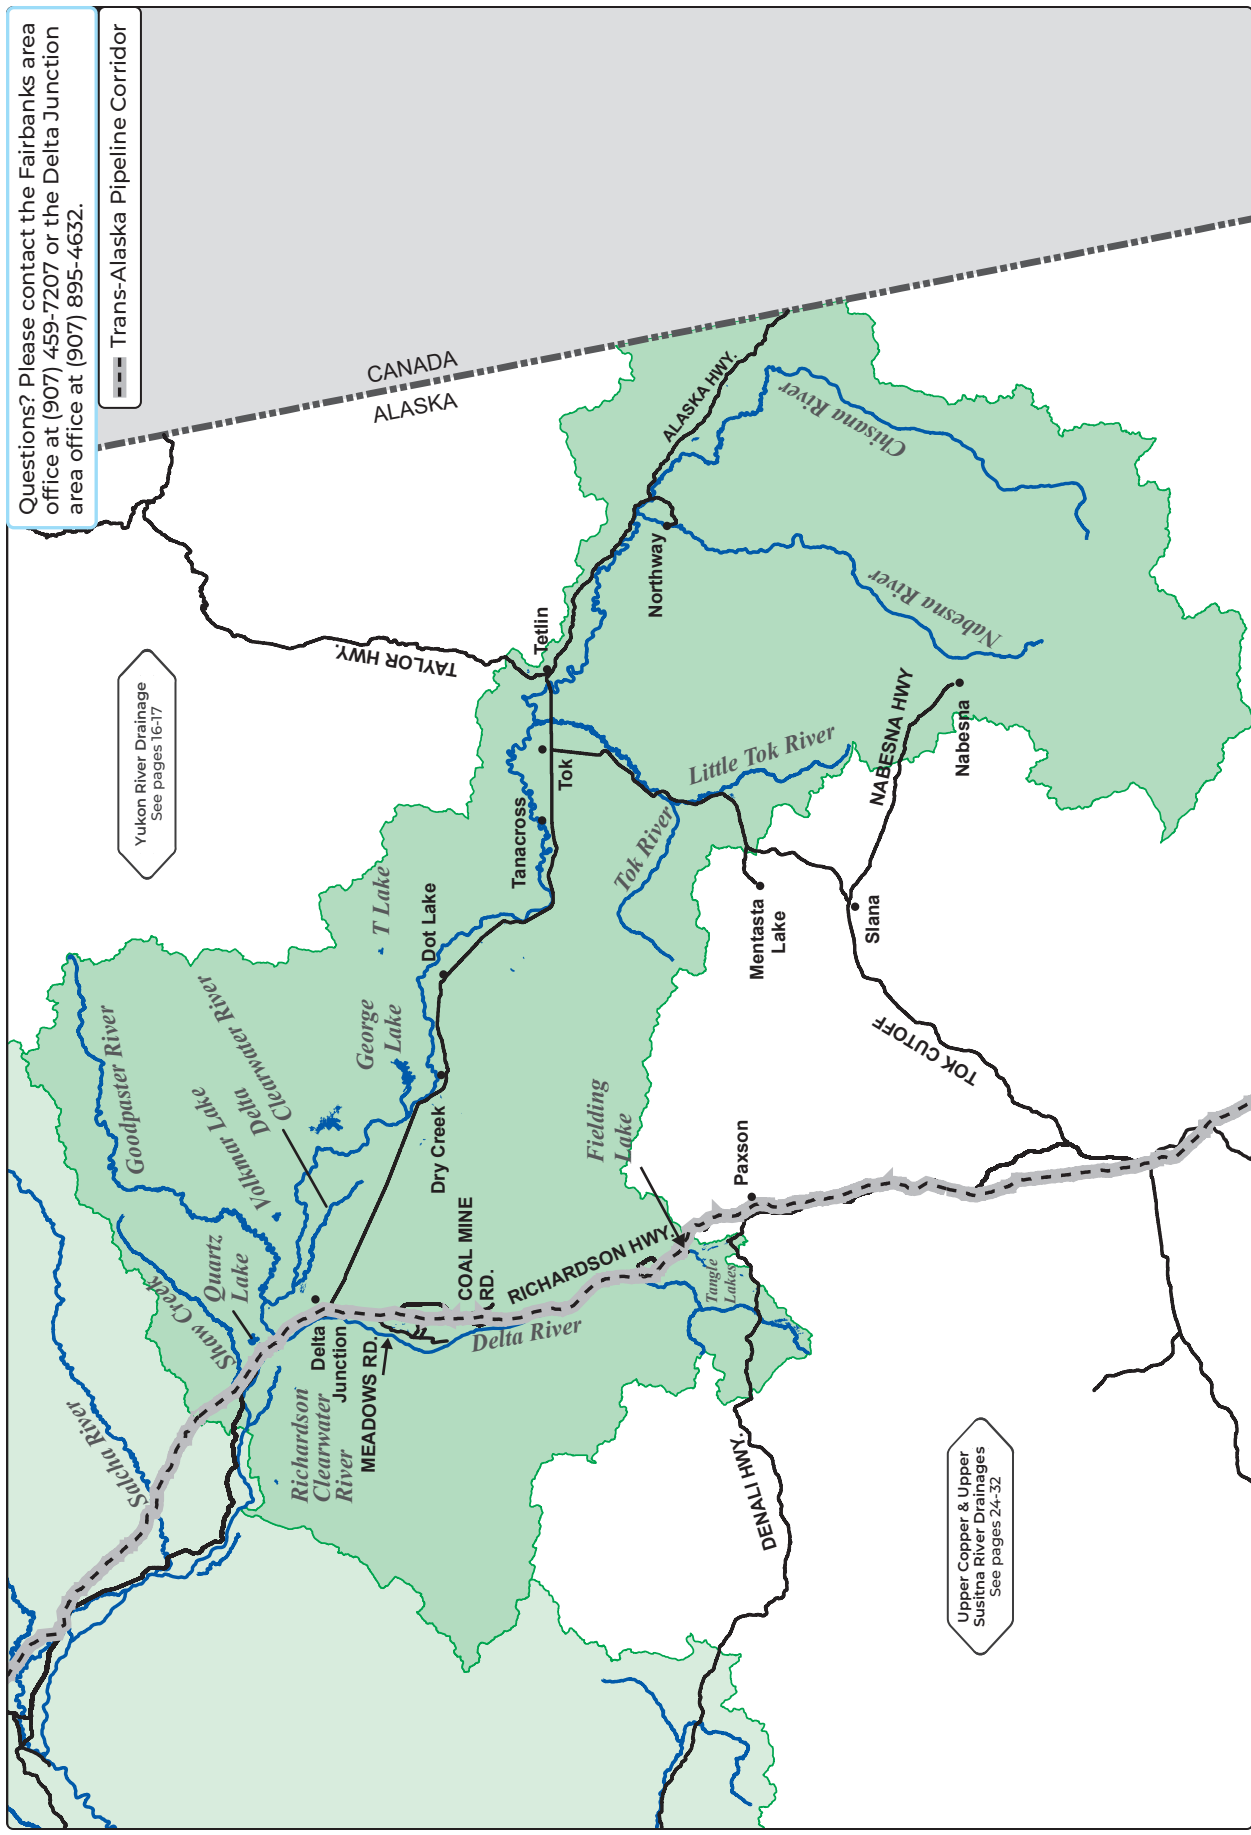 Questions? Please contact the Fairbanks area
office at (907) 459-7207 or the Delta Junction
area office at (907) 895-4632.
Trans-Alaska Pipeline Corridor
CANADA
ALASKA
Yukon River Drainage
See pages 16-17
TAYLOR HWY.
ALASKA HWY.
Chisana River
Northway
Nabesna River
Tetlin
Tok
Tanacross
Little Tok River
Tok River
NABESNA HWY
Nabesna
Mentasta
Lake
Slana
TOK CUTOFF
T Lake
Dot Lake
George
Lake
Dry Creek
Goodpaster River
Volkmar Lake
Delta
Clearwater River
Quartz
Lake
Shaw Creek
Salcha River
Delta
Junction
Richardson
Clearwater
River
MEADOWS RD.
COAL MINE
RD.
RICHARDSON HWY.
Delta River
Fielding
Lake
Paxson
Tangle
Lakes
DENALI HWY.
Upper Copper & Upper
Susitna River Drainages
See pages 24-32